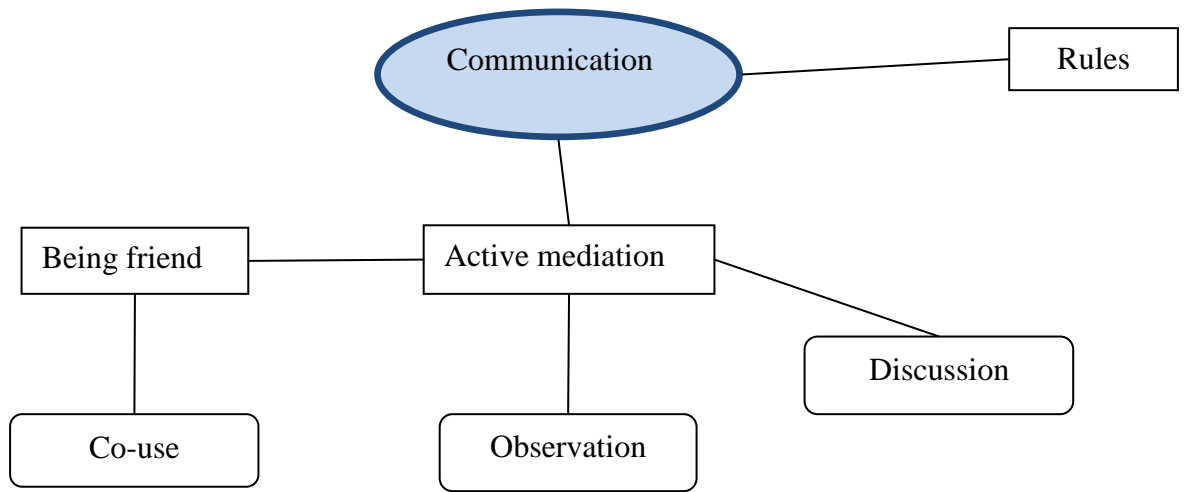 Communication
Rules
Being friend
Active mediation
Discussion
Co-use
Observation